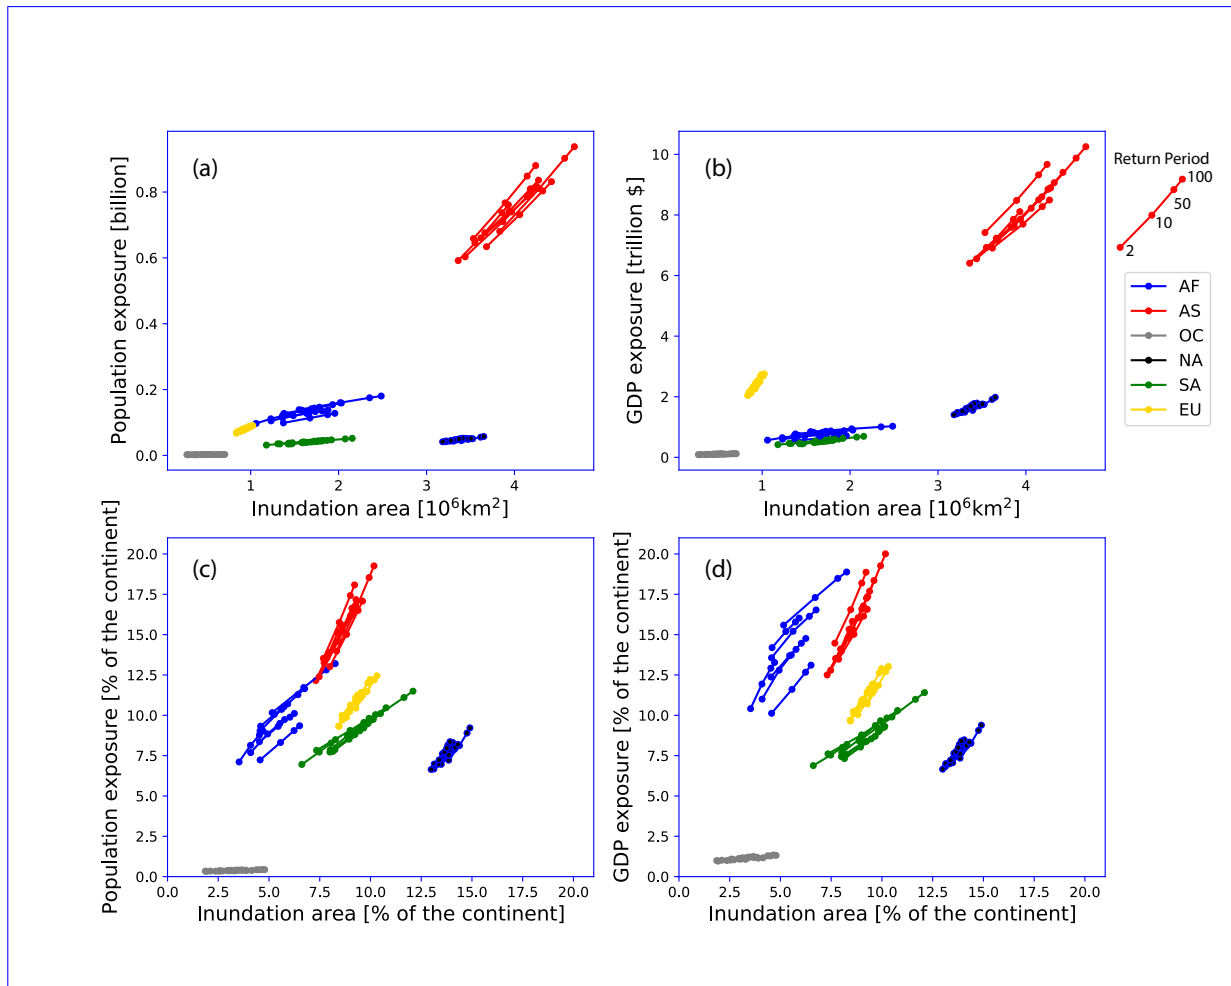 (a)
Population exposure [billion]
0.8
0.6
0.4
0.2
0.0
1 2 3 4
Inundation area [10⁶km²]
(b)
GDP exposure [trillion $]
10
8
6
4
2
0
1 2 3 4
Inundation area [10⁶km²]
Return Period
100
50
10
2
AF
AS
OC
NA
SA
EU
(c)
Population exposure [% of the continent]
20.0
17.5
15.0
12.5
10.0
7.5
5.0
2.5
0.0
0.0 2.5 5.0 7.5 10.0 12.5 15.0 17.5 20.0
Inundation area [% of the continent]
(d)
GDP exposure [% of the continent]
20.0
17.5
15.0
12.5
10.0
7.5
5.0
2.5
0.0
0.0 2.5 5.0 7.5 10.0 12.5 15.0 17.5 20.0
Inundation area [% of the continent]